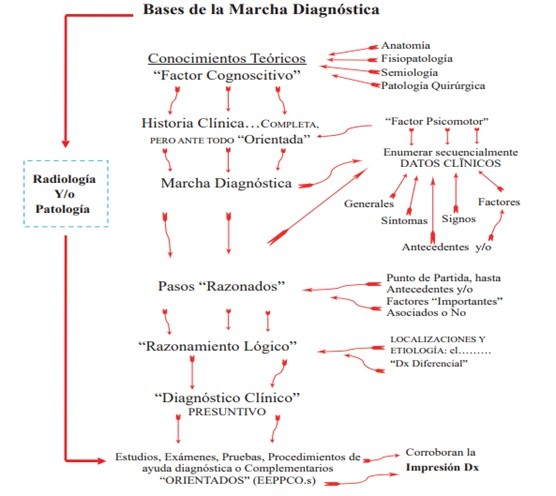 Bases de la Marcha Diagnóstica
Conocimientos Teóricos
“Factor Cognoscitivo”
Anatomía
Fisiopatología
Semiología
Patología Quirúrgica
Historia Clínica…COMPLETA,
PERO ANTE TODO “Orientada”
“Factor Psicomotor”
Enumerar secuencialmente
DATOS CLÍNICOS
Marcha Diagnóstica
Radiología
Y/o
Patología
Generales
Síntomas
Signos
Factores
Antecedentes y/o
Pasos “Razonados”
Punto de Partida, hasta
Antecedentes y/o
Factores “Importantes”
Asociados o No
“Razonamiento Lógico”
LOCALIZACIONES Y
ETIOLOGÍA: el………
“Dx Diferencial”
“Diagnóstico Clínico”
PRESUNTIVO
Estudios, Exámenes, Pruebas, Procedimientos de
ayuda diagnóstica o Complementarios
“ORIENTADOS” (EEPPCO.s)
Corroboran la
Impresión Dx